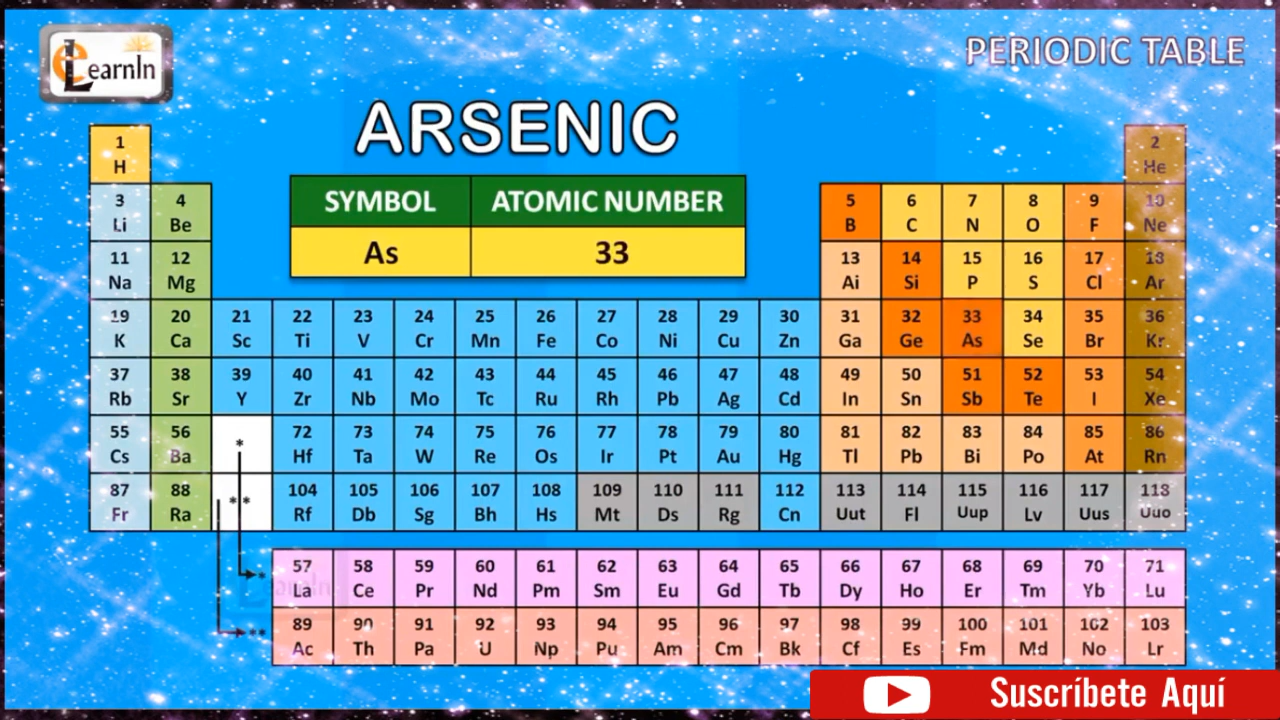 eLearnIn
PERIODIC TABLE
ARSENIC
SYMBOL ATOMIC NUMBER
As 33
1 2
H He
3 4 5 6 7 8 9 10
Li Be B C N O F Ne
11 12 13 14 15 16 17 18
Na Mg Ai Si P S Cl Ar
19 20 21 22 23 24 25 26 27 28 29 30 31 32 33 34 35 36
K Ca Sc Ti V Cr Mn Fe Co Ni Cu Zn Ga Ge As Se Br Kr
37 38 39 40 41 42 43 44 45 46 47 48 49 50 51 52 53 54
Rb Sr Y Zr Nb Mo Tc Ru Rh Pb Ag Cd In Sn Sb Te I Xe
55 56 * 72 73 74 75 76 77 78 79 80 81 82 83 84 85 86
Cs Ba Hf Ta W Re Os Ir Pt Au Hg Tl Pb Bi Po At Rn
87 88 ** 104 105 106 107 108 109 110 111 112 113 114 115 116 117 118
Fr Ra Rf Db Sg Bh Hs Mt Ds Rg Cn Uut Fl Uup Lv Uus Uuo
* 57 58 59 60 61 62 63 64 65 66 67 68 69 70 71
La Ce Pr Nd Pm Sm Eu Gd Tb Dy Ho Er Tm Yb Lu
** 89 90 91 92 93 94 95 96 97 98 99 100 101 102 103
Ac Th Pa U Np Pu Am Cm Bk Cf Es Fm Md No Lr
Suscríbete Aquí